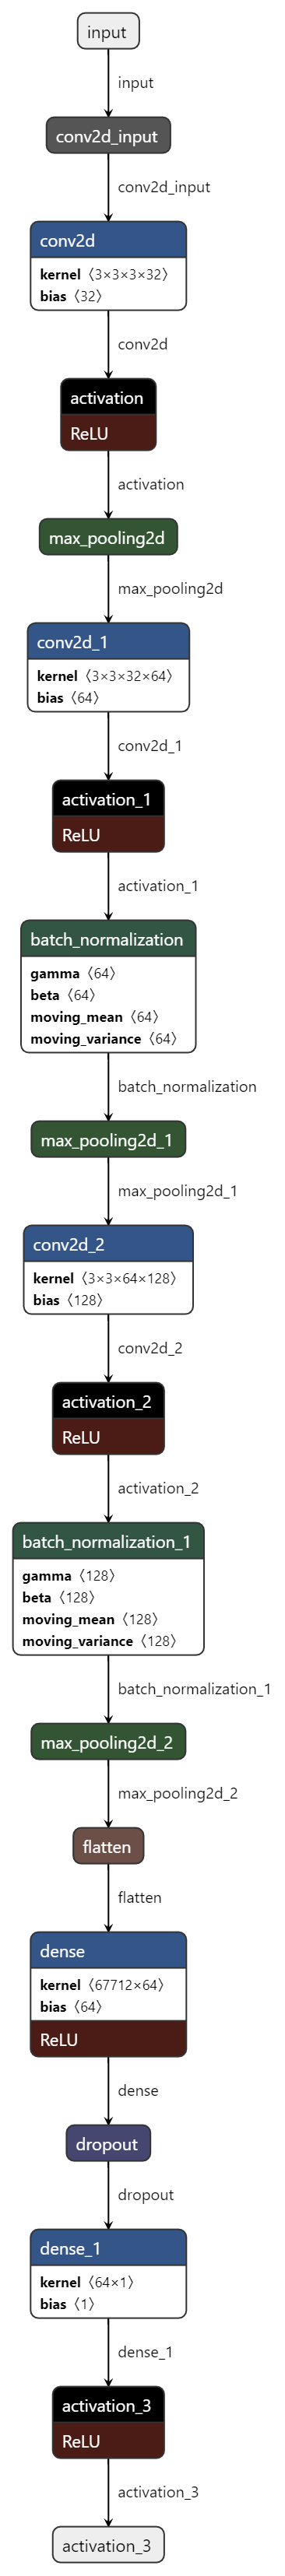 input
input
conv2d_input
conv2d_input
conv2d
kernel〈3×3×3×32〉
bias〈32〉
conv2d
activation
ReLU
activation
max_pooling2d
max_pooling2d
conv2d_1
kernel〈3×3×32×64〉
bias〈64〉
conv2d_1
activation_1
ReLU
activation_1
batch_normalization
gamma〈64〉
beta〈64〉
moving_mean〈64〉
moving_variance〈64〉
batch_normalization
max_pooling2d_1
max_pooling2d_1
conv2d_2
kernel〈3×3×64×128〉
bias〈128〉
conv2d_2
activation_2
ReLU
activation_2
batch_normalization_1
gamma〈128〉
beta〈128〉
moving_mean〈128〉
moving_variance〈128〉
batch_normalization_1
max_pooling2d_2
max_pooling2d_2
flatten
flatten
dense
kernel〈67712×64〉
bias〈64〉
ReLU
dense
dropout
dropout
dense_1
kernel〈64×1〉
bias〈1〉
dense_1
activation_3
ReLU
activation_3
activation_3